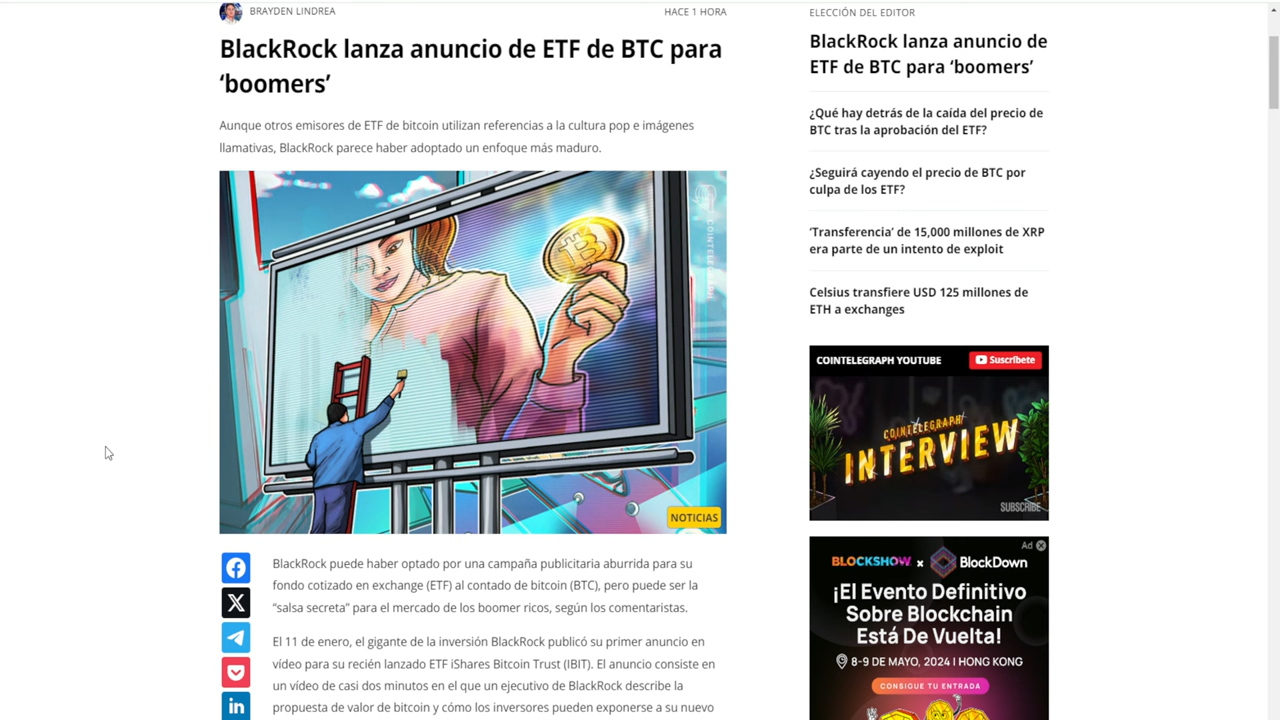 BRAYDEN LINDREA
HACE 1 HORA
BlackRock lanza anuncio de ETF de BTC para
‘boomers’
Aunque otros emisores de ETF de bitcoin utilizan referencias a la cultura pop e imágenes
llamativas, BlackRock parece haber adoptado un enfoque más maduro.
COINTELEGRAPH
NOTICIAS
BlackRock puede haber optado por una campaña publicitaria aburrida para su
fondo cotizado en exchange (ETF) al contado de bitcoin (BTC), pero puede ser la
“salsa secreta” para el mercado de los boomer ricos, según los comentaristas.
El 11 de enero, el gigante de la inversión BlackRock publicó su primer anuncio en
vídeo para su recién lanzado ETF iShares Bitcoin Trust (IBIT). El anuncio consiste en
un vídeo de casi dos minutos en el que un ejecutivo de BlackRock describe la
propuesta de valor de bitcoin y cómo los inversores pueden exponerse a su nuevo
ELECCIÓN DEL EDITOR
BlackRock lanza anuncio de
ETF de BTC para ‘boomers’
¿Qué hay detrás de la caída del precio de
BTC tras la aprobación del ETF?
¿Seguirá cayendo el precio de BTC por
culpa de los ETF?
‘Transferencia’ de 15,000 millones de XRP
era parte de un intento de exploit
Celsius transfiere USD 125 millones de
ETH a exchanges
COINTELEGRAPH YOUTUBE
Suscríbete
COINTELEGRAPH
INTERVIEW
SUBSCRIBE
Ad
BLOCKSHOW x BlockDown
¡El Evento Definitivo
Sobre Blockchain
Está De Vuelta!
8-9 DE MAYO, 2024 I HONG KONG
CONSIGUE TU ENTRADA